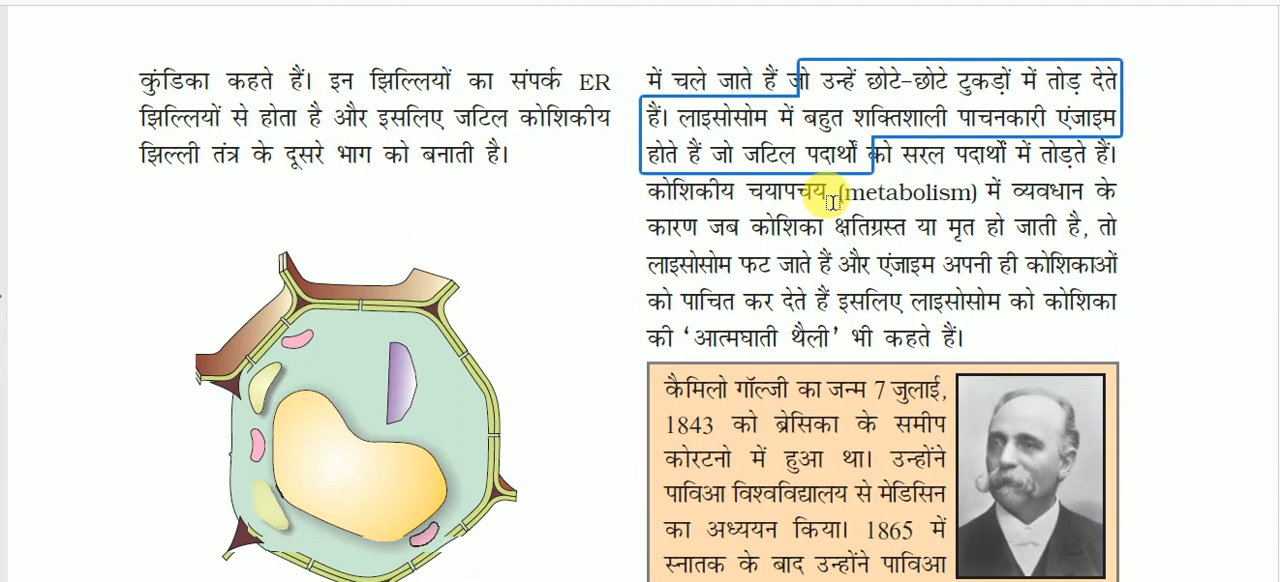 कुंडिका कहते हैं। इन झिल्लियों का संपर्क ER
झिल्लियों से होता है और इसलिए जटिल कोशिकीय
झिल्ली तंत्र के दूसरे भाग को बनाती है।
में चले जाते हैं जो उन्हें छोटे-छोटे टुकड़ों में तोड़ देते
हैं। लाइसोसोम में बहुत शक्तिशाली पाचनकारी एंजाइम
होते हैं जो जटिल पदार्थों को सरल पदार्थों में तोड़ते हैं।
कोशिकीय चयापचय (metabolism) में व्यवधान के
कारण जब कोशिका क्षतिग्रस्त या मृत हो जाती है, तो
लाइसोसोम फट जाते हैं और एंजाइम अपनी ही कोशिकाओं
को पाचित कर देते हैं इसलिए लाइसोसोम को कोशिका
की ‘आत्मघाती थैली’ भी कहते हैं।
कैमिलो गॉल्जी का जन्म 7 जुलाई,
1843 को ब्रेसिका के समीप
कोरटनो में हुआ था। उन्होंने
पाविआ विश्वविद्यालय से मेडिसिन
का अध्ययन किया। 1865 में
स्नातक के बाद उन्होंने पाविआ